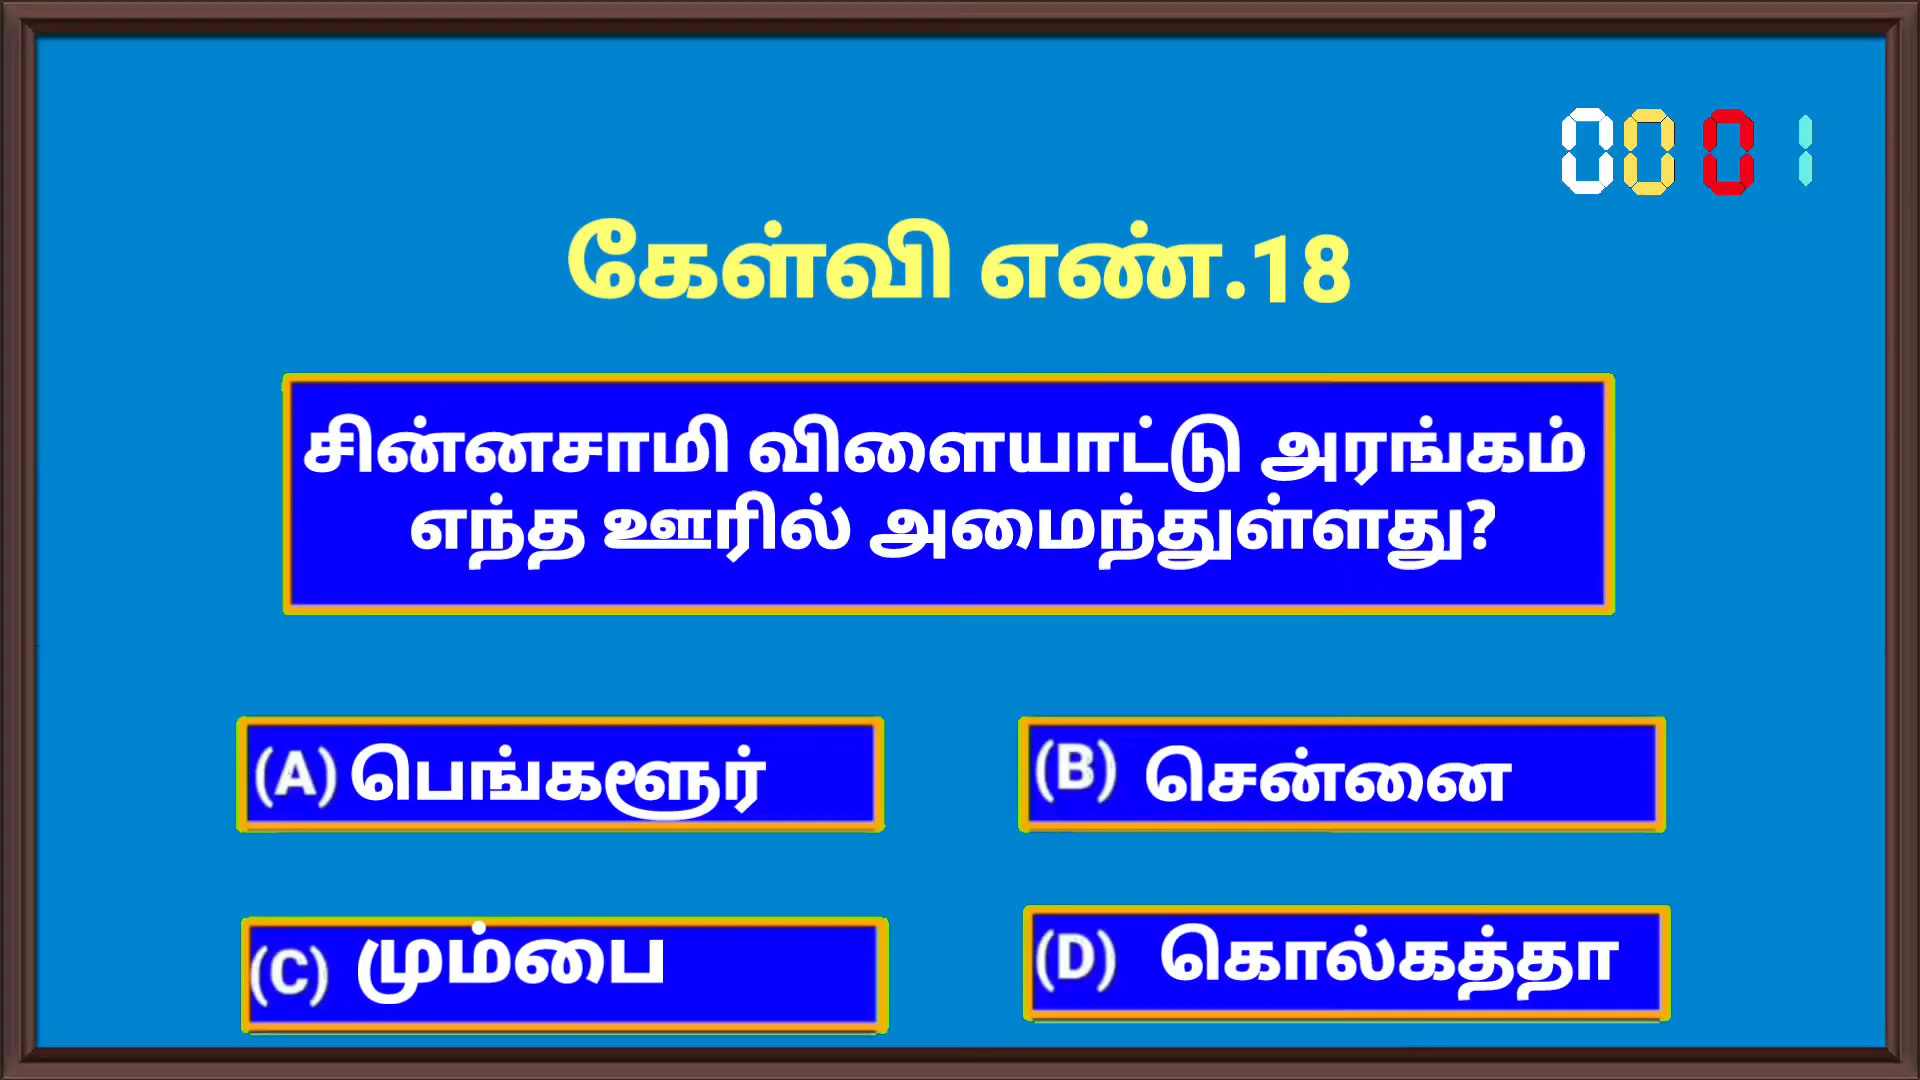 0001
கேள்வி எண்.18
சின்னசாமி விளையாட்டு அரங்கம்
எந்த ஊரில் அமைந்துள்ளது?
(A) பெங்களூர்
(B) சென்னை
(C) மும்பை
(D) கொல்கத்தா